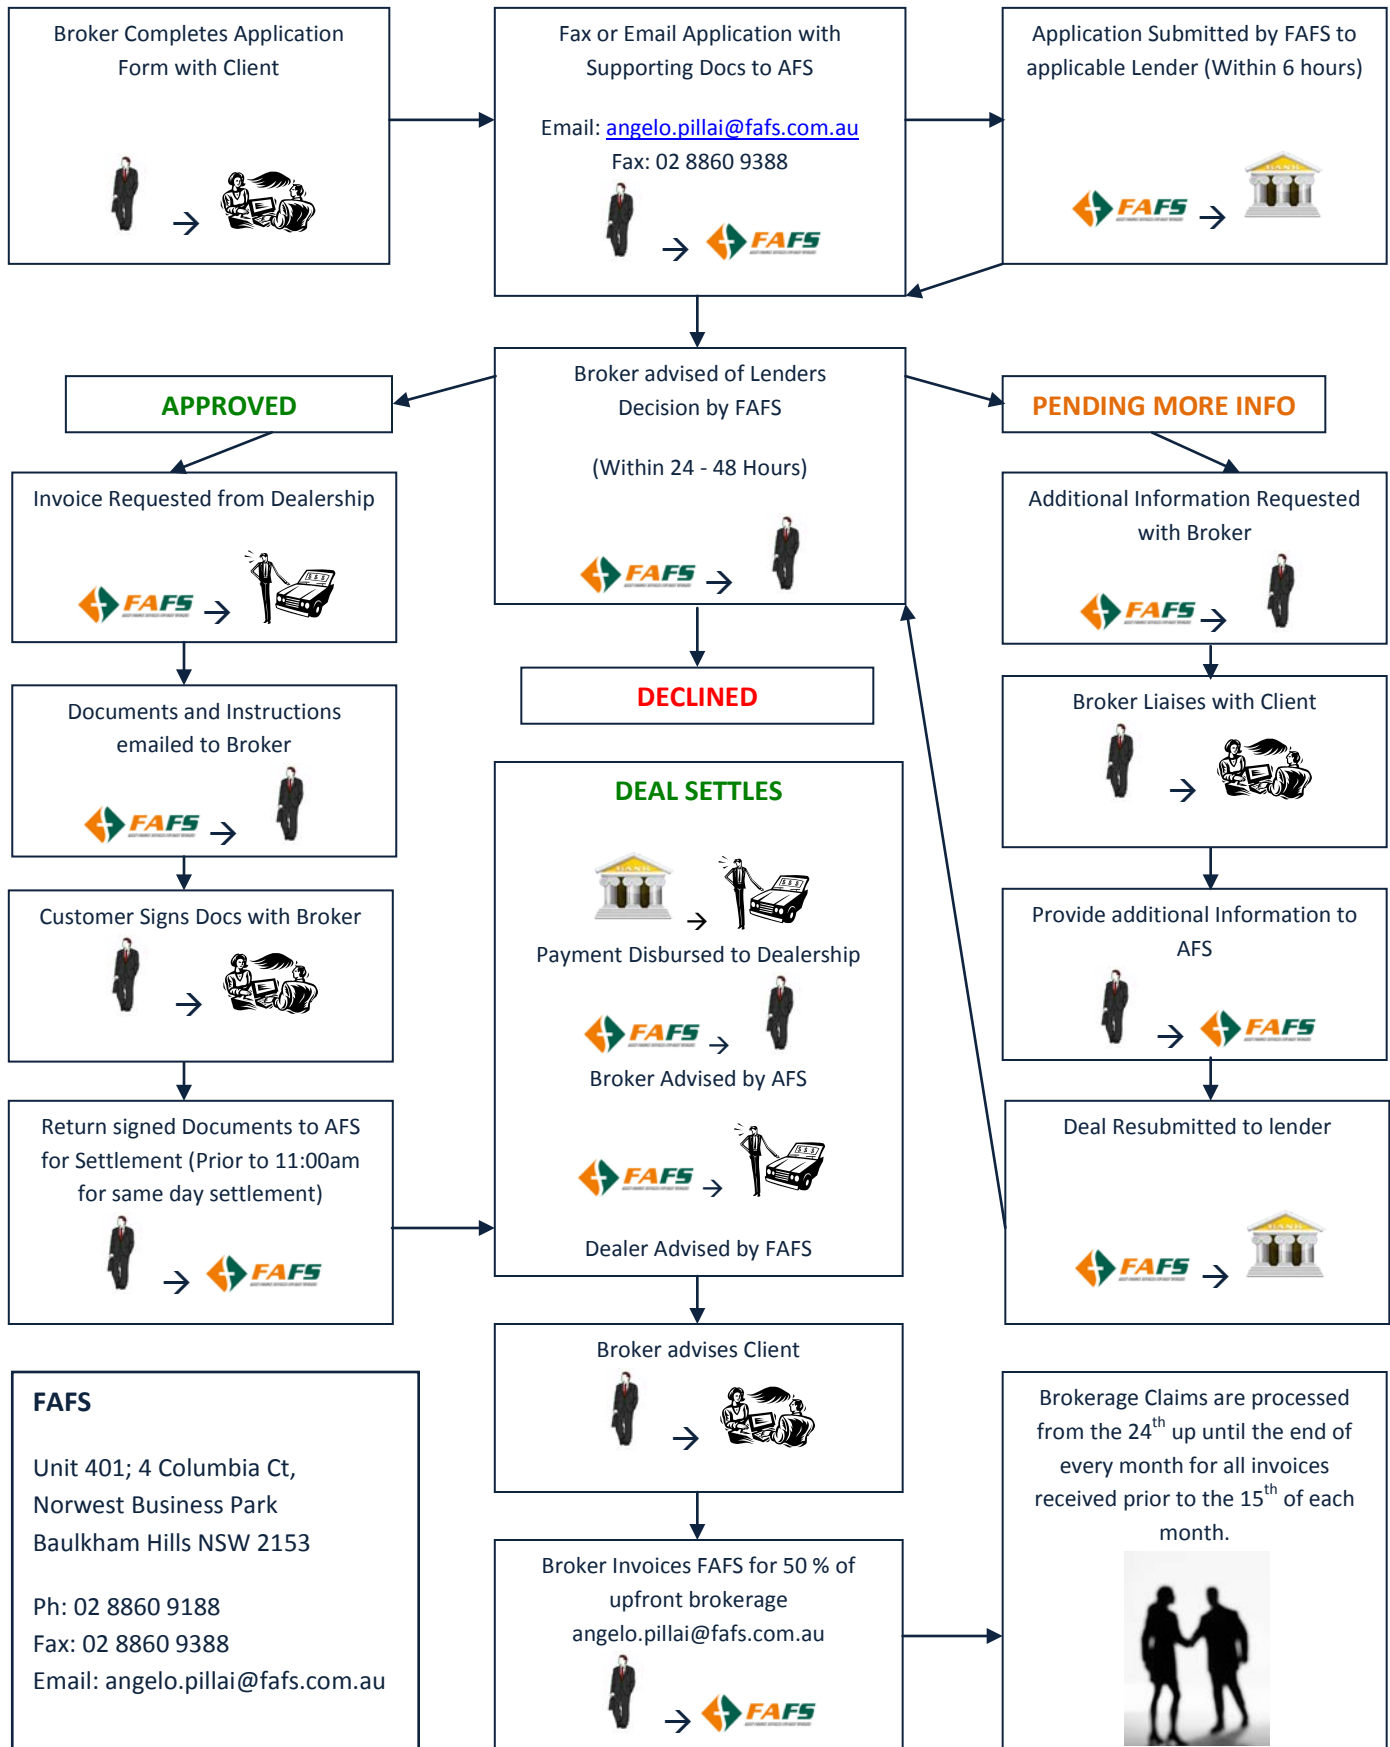 Broker Completes Application
Form with Client
Fax or Email Application with
Supporting Docs to AFS
Email: angelo.pillai@fafs.com.au
Fax: 02 8860 9388
FAFS
Application Submitted by FAFS to
applicable Lender (Within 6 hours)
FAFS
BANK
Broker advised of Lenders
Decision by FAFS
(Within 24 - 48 Hours)
FAFS
APPROVED
PENDING MORE INFO
DECLINED
Invoice Requested from Dealership
FAFS
$ $ $
Documents and Instructions
emailed to Broker
FAFS
Customer Signs Docs with Broker
Return signed Documents to AFS
for Settlement (Prior to 11:00am
for same day settlement)
FAFS
Additional Information Requested
with Broker
FAFS
Broker Liaises with Client
Provide additional Information to
AFS
FAFS
Deal Resubmitted to lender
FAFS
BANK
DEAL SETTLES
BANK
$ $ $
Payment Disbursed to Dealership
FAFS
Broker Advised by AFS
FAFS
$ $ $
Dealer Advised by FAFS
Broker advises Client
Broker Invoices FAFS for 50 % of
upfront brokerage
angelo.pillai@fafs.com.au
FAFS
Brokerage Claims are processed
from the 24th up until the end of
every month for all invoices
received prior to the 15th of each
month.
FAFS
Unit 401; 4 Columbia Ct,
Norwest Business Park
Baulkham Hills NSW 2153
Ph: 02 8860 9188
Fax: 02 8860 9388
Email: angelo.pillai@fafs.com.au